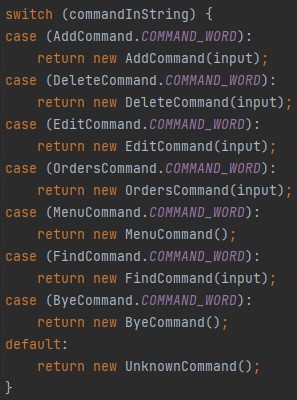 switch (commandInString) {
case (AddCommand.COMMAND_WORD):
    return new AddCommand(input);
case (DeleteCommand.COMMAND_WORD):
    return new DeleteCommand(input);
case (EditCommand.COMMAND_WORD):
    return new EditCommand(input);
case (OrdersCommand.COMMAND_WORD):
    return new OrdersCommand(input);
case (MenuCommand.COMMAND_WORD):
    return new MenuCommand();
case (FindCommand.COMMAND_WORD):
    return new FindCommand(input);
case (ByeCommand.COMMAND_WORD):
    return new ByeCommand();
default:
    return new UnknownCommand();
}